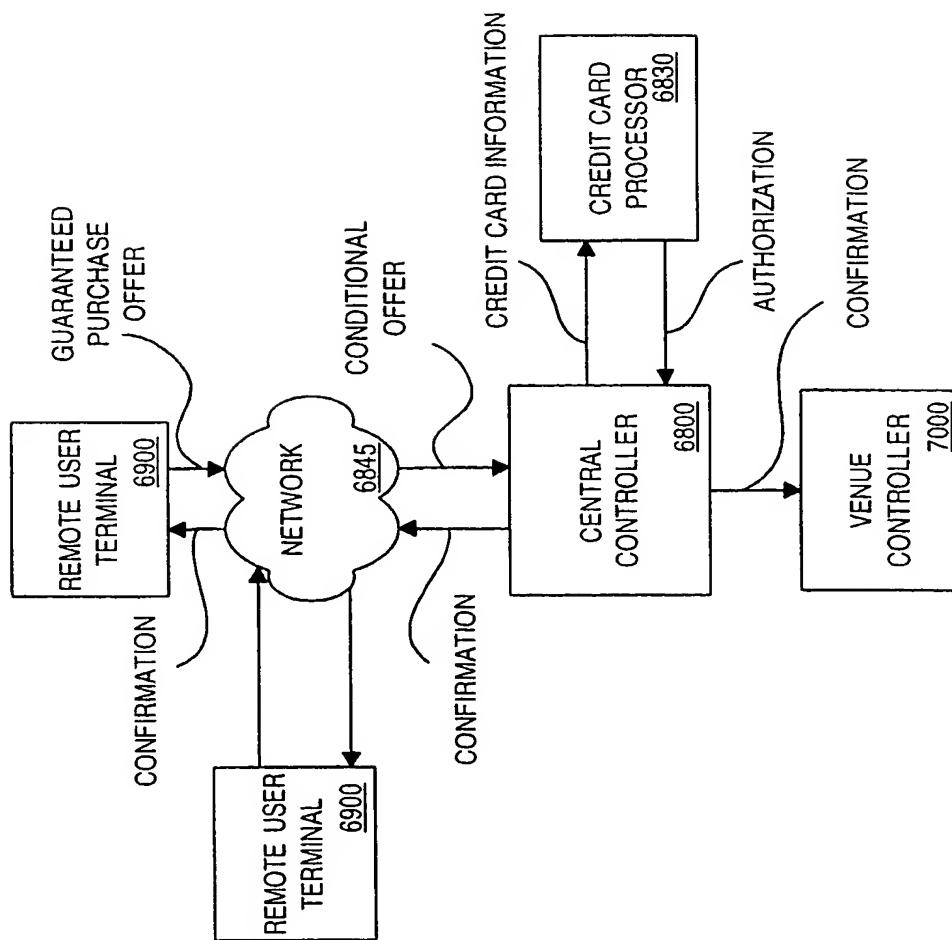 REMOTE USER
TERMINAL
6900
GUARANTEED
PURCHASE
OFFER
CONFIRMATION
NETWORK
6845
REMOTE USER
TERMINAL
6900
CONFIRMATION
CONDITIONAL
OFFER
CENTRAL
CONTROLLER
6800
CREDIT CARD INFORMATION
CREDIT CARD
PROCESSOR
6830
AUTHORIZATION
CONFIRMATION
VENUE
CONTROLLER
7000